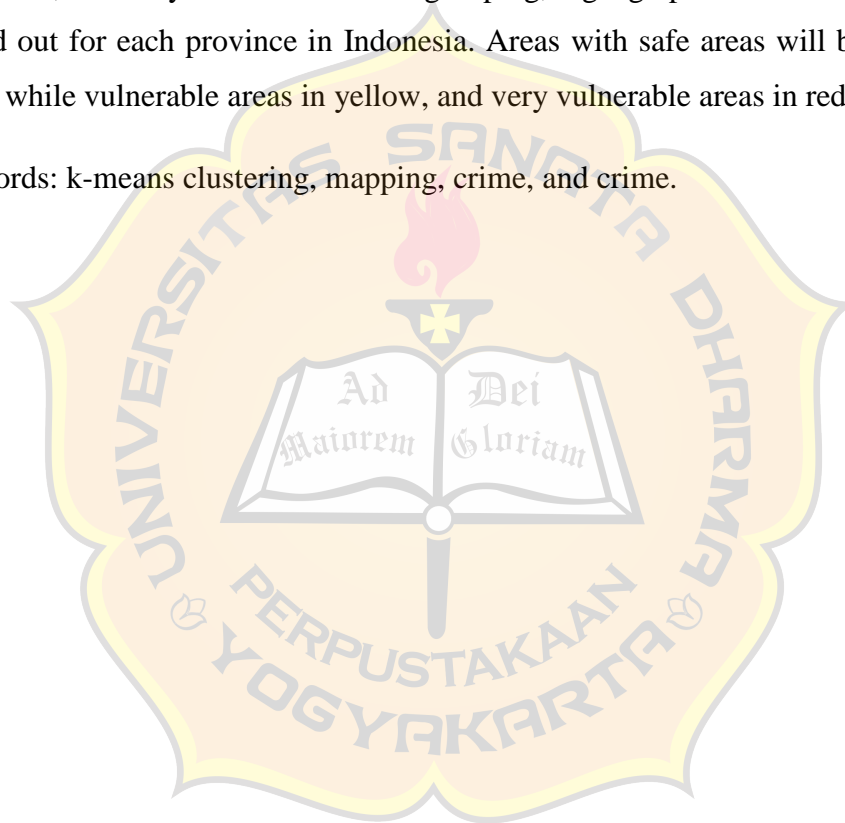 d out for each province in Indonesia. Areas with safe areas will b
while vulnerable areas in yellow, and very vulnerable areas in red
ords: k-means clustering, mapping, crime, and crime.
UNIVERSITAS SANATA DHARMA
Ad Dei
Maiorem Gloriam
PERPUSTAKAAN
YOGYAKARTA